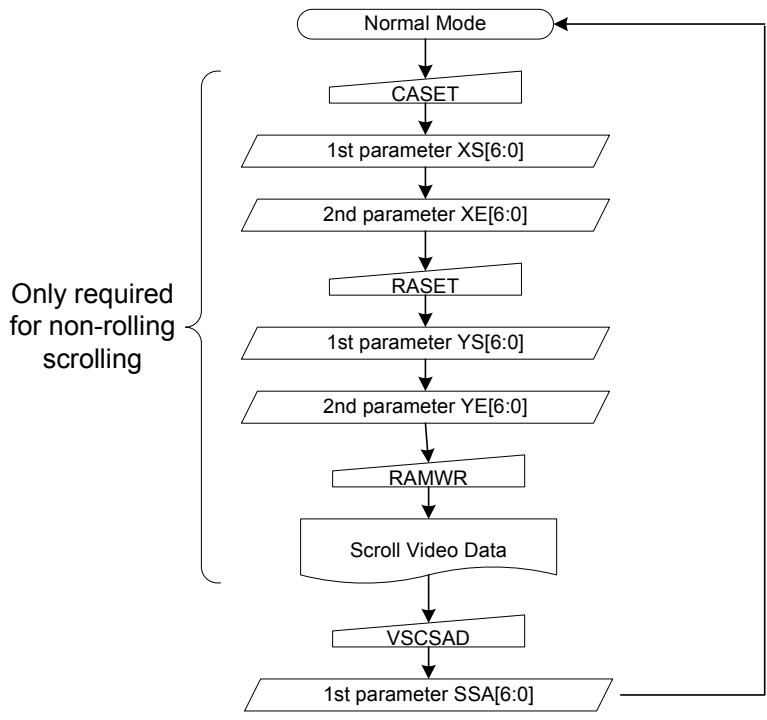 Normal Mode
CASET
1st parameter XS[6:0]
2nd parameter XE[6:0]
RASET
Only required
for non-rolling
scrolling
1st parameter YS[6:0]
2nd parameter YE[6:0]
RAMWR
Scroll Video Data
VSCSAD
1st parameter SSA[6:0]